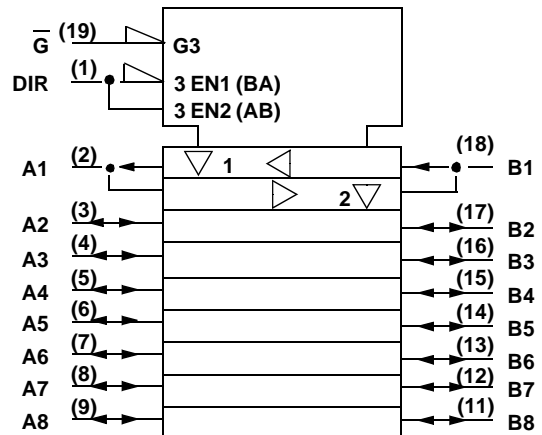 G (19) G3
DIR (1) 3 EN1 (BA)
3 EN2 (AB)
A1 (2) 1 (18) B1
2
A2 (3) (17) B2
A3 (4) (16) B3
A4 (5) (15) B4
A5 (6) (14) B5
A6 (7) (13) B6
A7 (8) (12) B7
A8 (9) (11) B8